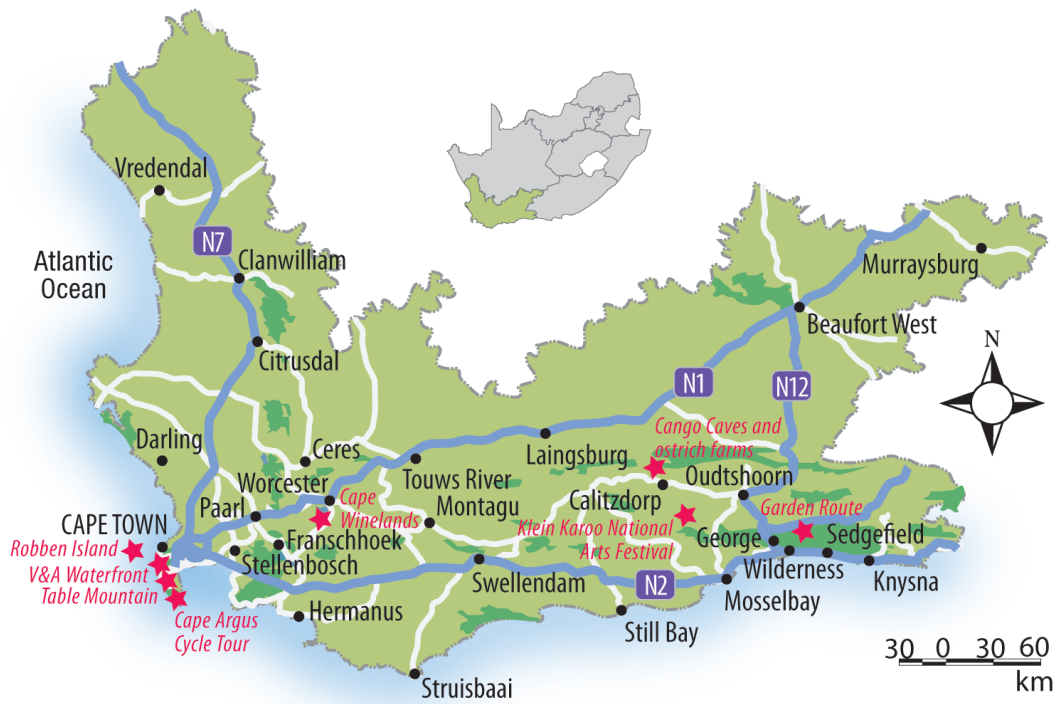 Vredendal
N7
Atlantic
Ocean
Clanwilliam
Murraysburg
Beaufort West
N
Citrusdal
N1
N12
Cango Caves and
ostrich farms
Darling
Ceres
Laingsburg
Oudtshoorn
Worcester
Touws River
Calitzdorp
Paarl
Cape
Winelands
Montagu
Klein Karoo National
Arts Festival
Garden Route
CAPE TOWN
Franschhoek
George
Sedgefield
Robben Island
Stellenbosch
Wilderness
V&A Waterfront
Swellendam
N2
Knysna
Table Mountain
Mosselbay
Hermanus
Still Bay
Cape Argus
Cycle Tour
Struisbaai
30 0 30 60
km